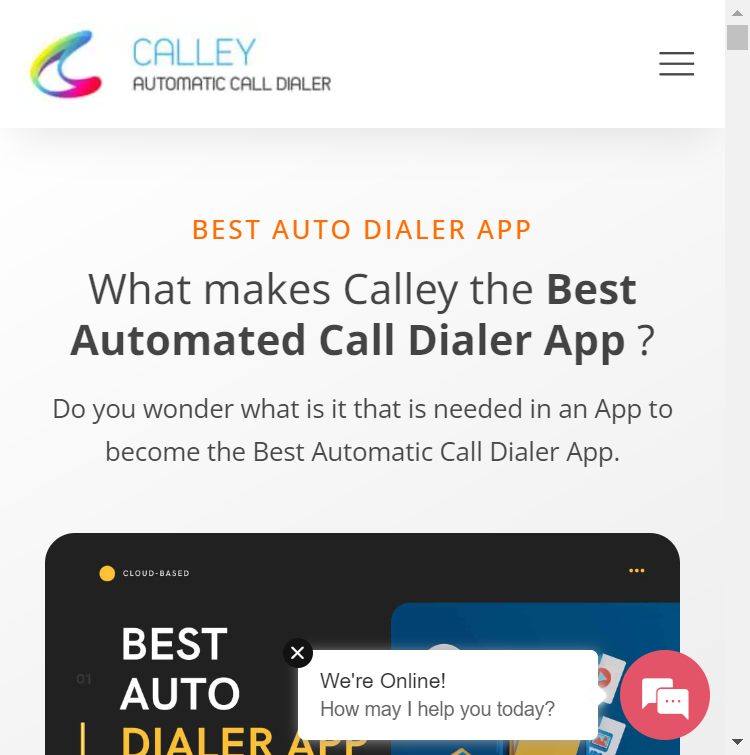 CALLEY
AUTOMATIC CALL DIALER
BEST AUTO DIALER APP
What makes Calley the Best
Automated Call Dialer App ?
Do you wonder what is it that is needed in an App to
become the Best Automatic Call Dialer App.
CLOUD-BASED
BEST
01
AUTO
DIALER APP
We're Online!
How may I help you today?